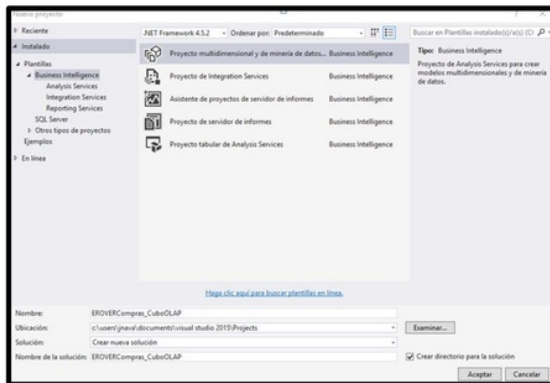 Nuevo proyecto
Reciente
.NET Framework 4.5.2 Ordenar por: Predeterminado
Buscar en Plantillas instalado(s)/a(s) (C
Instalado
Plantillas
Business Intelligence
Analysis Services
Integration Services
Reporting Services
SQL Server
Otros tipos de proyectos
Ejemplos
En línea
Proyecto multidimensional y de minería de datos... Business Intelligence
Proyecto de Integration Services Business Intelligence
Asistente de proyectos de servidor de informes Business Intelligence
Proyecto de servidor de informes Business Intelligence
Proyecto tabular de Analysis Services Business Intelligence
Tipo: Business Intelligence
Proyecto de Analysis Services para crear
modelos multidimensionales y de minería
de datos.
Haga clic aquí para buscar plantillas en línea.
Nombre: EROVERCompras_CuboOLAP
Ubicación: c:\users\jnava\documents\visual studio 2015\Projects Examinar...
Solución: Crear nueva solución
Nombre de la solución: EROVERCompras_CuboOLAP Crear directorio para la solución
Aceptar Cancelar